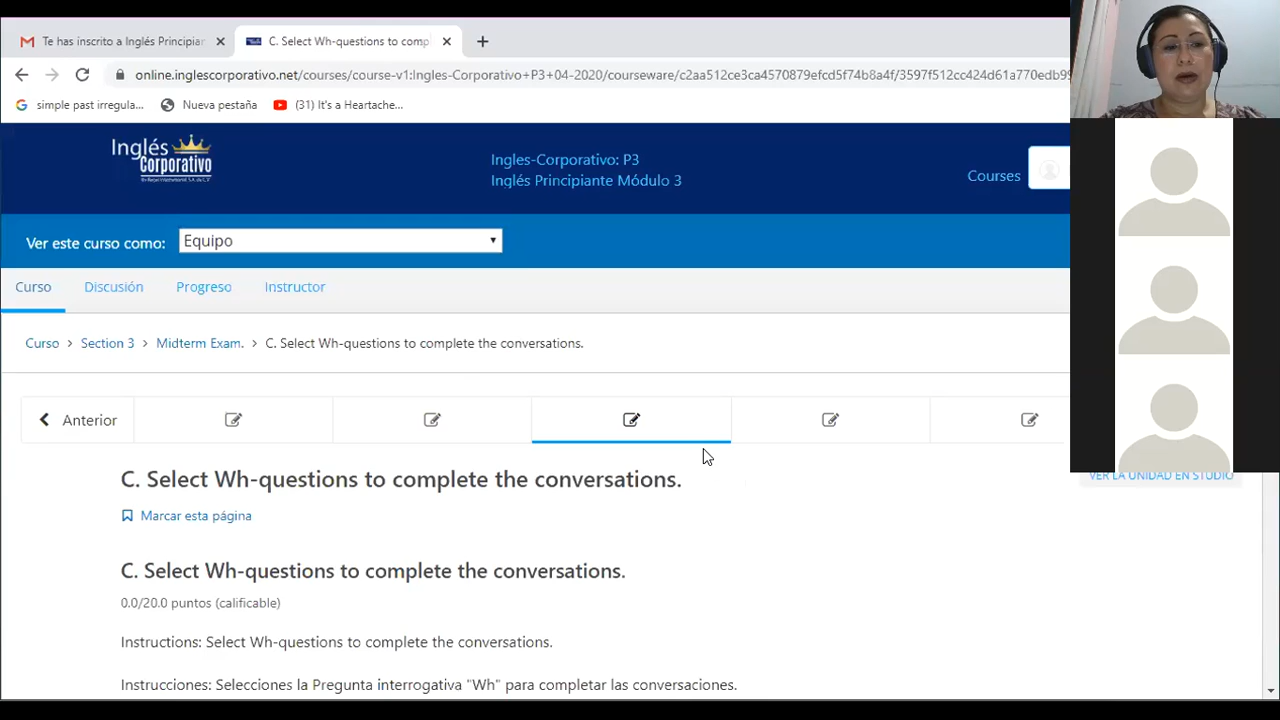 Te has inscrito a Inglés Principian
C. Select Wh-questions to comp
online.inglescorporativo.net/courses/course-v1:Ingles-Corporativo+P3+04-2020/courseware/c2aa512ce3ca4570879efcd5f74b8a4f/3597f512cc424d61a770edb99
simple past irregula...
Nueva pestaña
(31) It's a Heartache...
Inglés
Corporativo
Ingles-Corporativo: P3
Inglés Principiante Módulo 3
Courses
Ver este curso como:
Equipo
Curso
Discusión
Progreso
Instructor
Curso > Section 3 > Midterm Exam. > C. Select Wh-questions to complete the conversations.
Anterior
C. Select Wh-questions to complete the conversations.
VER LA UNIDAD EN STUDIO
Marcar esta página
C. Select Wh-questions to complete the conversations.
0.0/20.0 puntos (calificable)
Instructions: Select Wh-questions to complete the conversations.
Instrucciones: Selecciones la Pregunta interrogativa "Wh" para completar las conversaciones.